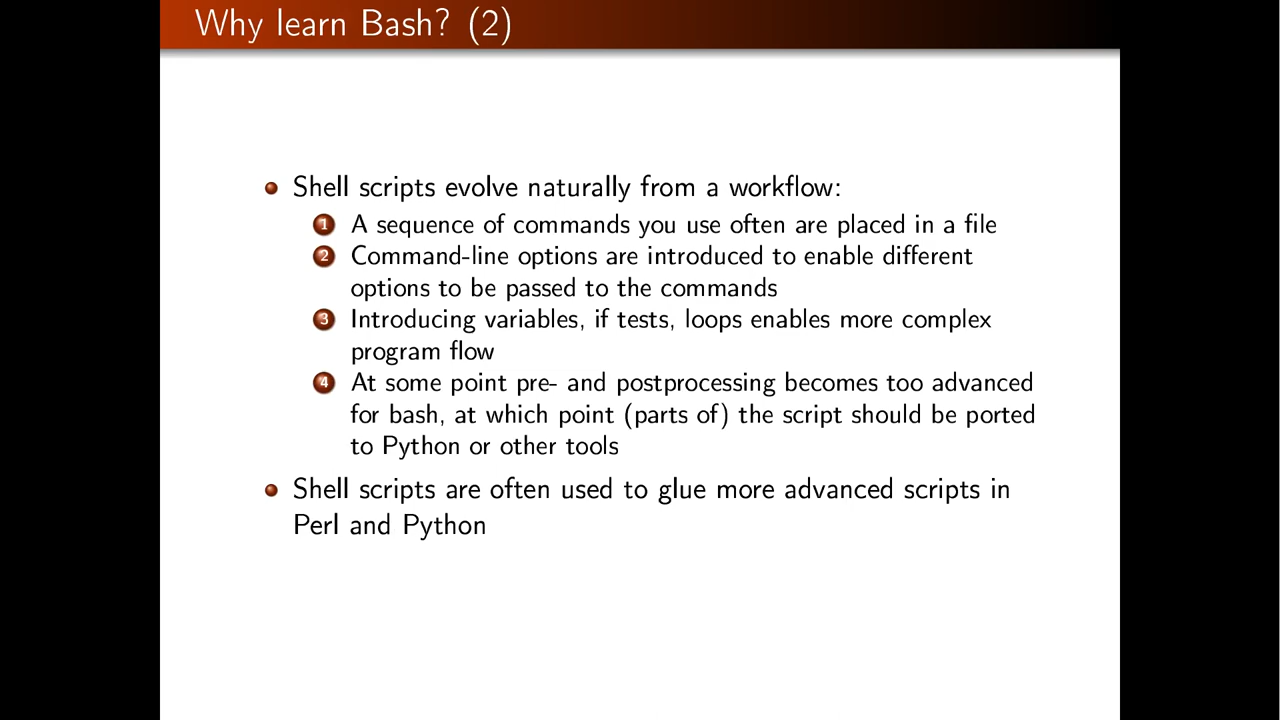 Why learn Bash? (2)
Shell scripts evolve naturally from a workflow:
1 A sequence of commands you use often are placed in a file
2 Command-line options are introduced to enable different
options to be passed to the commands
3 Introducing variables, if tests, loops enables more complex
program flow
4 At some point pre- and postprocessing becomes too advanced
for bash, at which point (parts of) the script should be ported
to Python or other tools
Shell scripts are often used to glue more advanced scripts in
Perl and Python